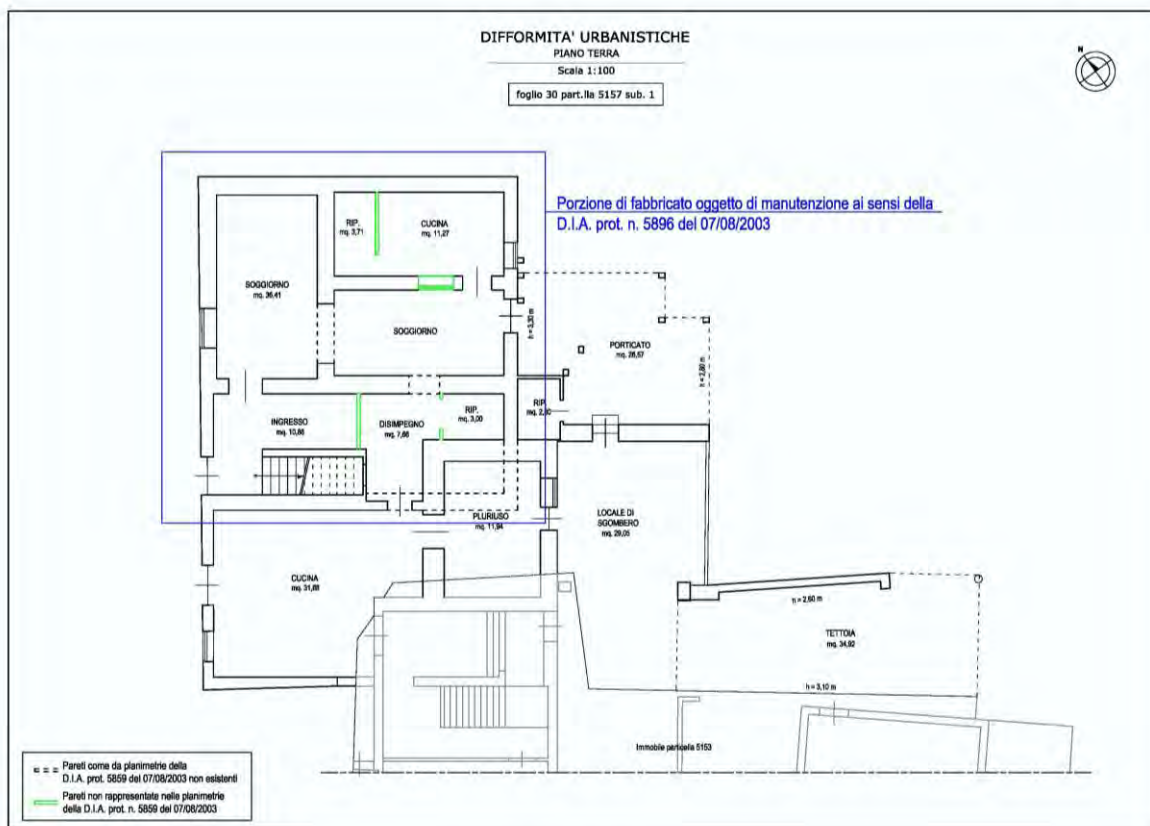 DIFFORMITA' URBANISTICHE
PIANO TERRA
Scala 1:100
foglio 30 part.lla 5157 sub. 1
N
Porzione di fabbricato oggetto di manutenzione ai sensi della
D.I.A. prot. n. 5896 del 07/08/2003
RIP.
mq. 3,71
CUCINA
mq. 11,27
SOGGIORNO
mq. 36,41
SOGGIORNO
h = 3,30 m
PORTICATO
mq. 28,57
h = 2,80 m
INGRESSO
mq. 10,86
DISIMPEGNO
mq. 7,66
RIP.
mq. 3,00
RIP.
PLURIUSO
mq. 11,94
LOCALE DI
SGOMBERO
mq. 29,05
CUCINA
mq. 31,68
h = 2,60 m
TETTOIA
mq. 34,92
h = 3,10 m
Immobile particella 5153
Pareti come da planimetrie della
D.I.A. prot. 5859 del 07/08/2003 non esistenti
Pareti non rappresentate nelle planimetrie
della D.I.A. prot. n. 5859 del 07/08/2003